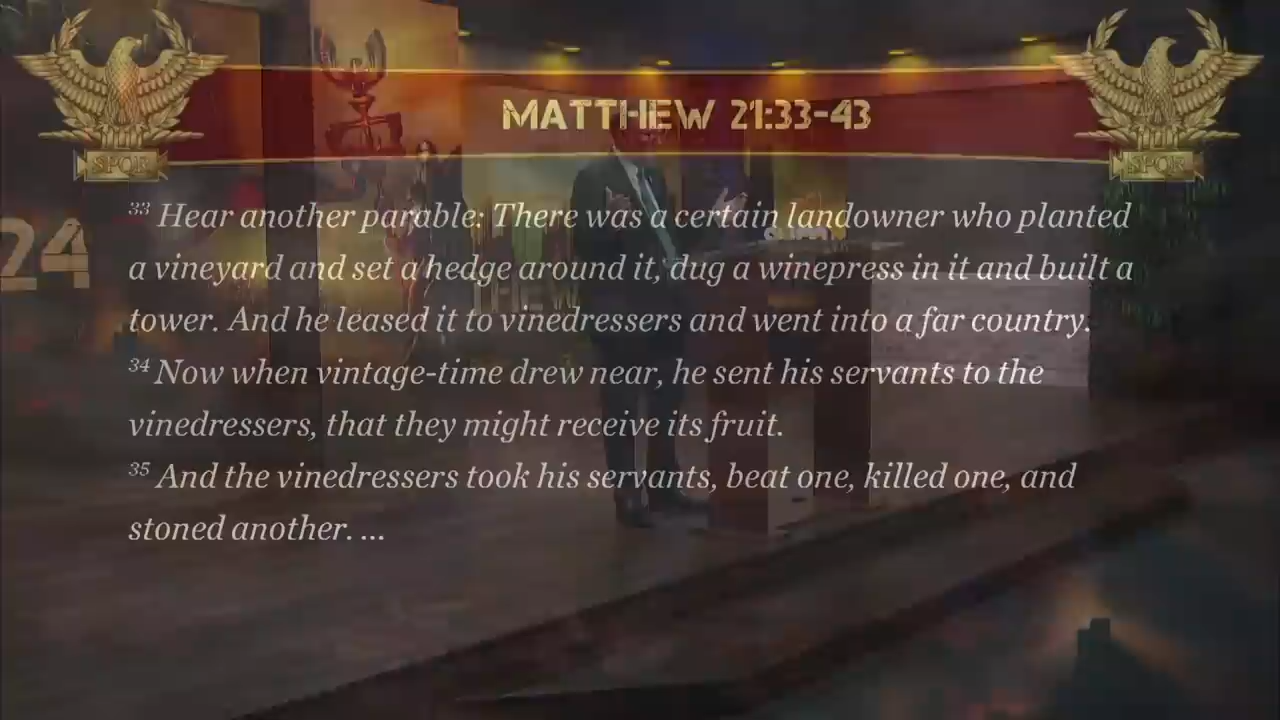 SPQR
SPQR
MATTHEW 21:33-43
24
33 Hear another parable: There was a certain landowner who planted
a vineyard and set a hedge around it, dug a winepress in it and built a
tower. And he leased it to vinedressers and went into a far country.
34 Now when vintage-time drew near, he sent his servants to the
vinedressers, that they might receive its fruit.
35 And the vinedressers took his servants, beat one, killed one, and
stoned another. ...